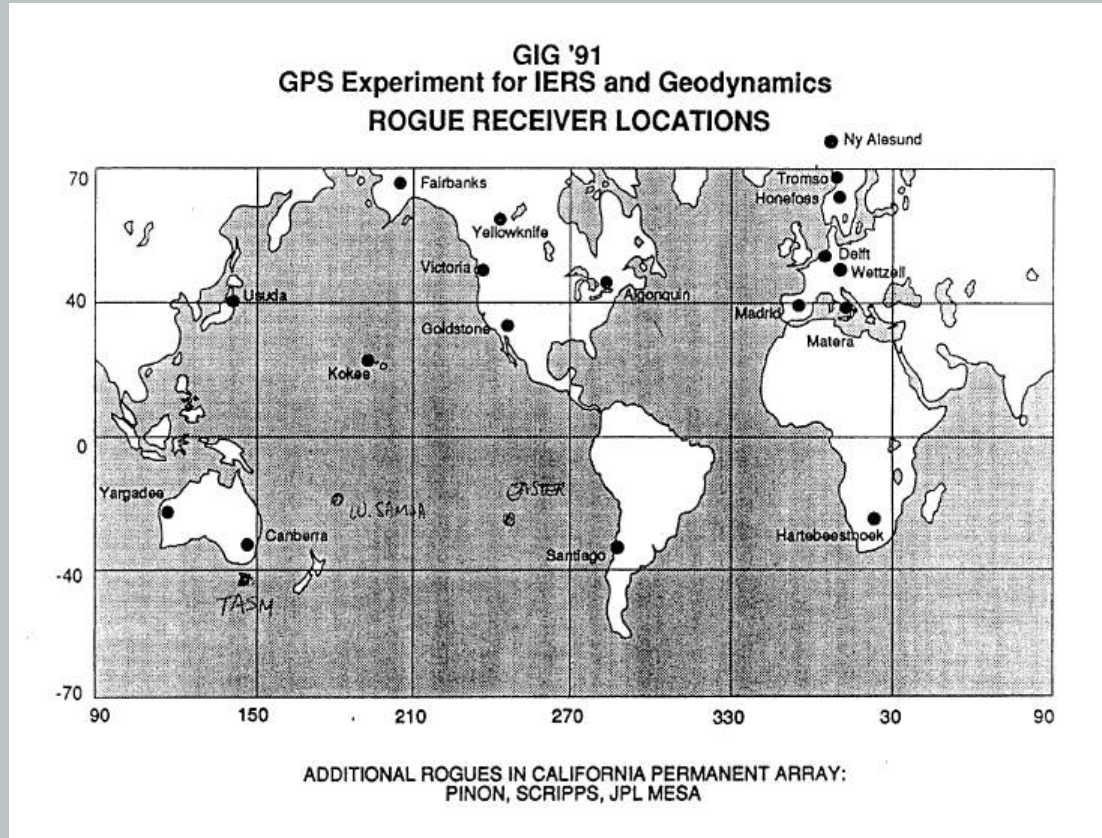 GIG '91
GPS Experiment for IERS and Geodynamics
ROGUE RECEIVER LOCATIONS
Ny Alesund
70
Fairbanks
Tromso
Honefoss
Yellowknife
Victoria
Delft
Wettzell
Usuda
Algonquin
40
Madrid
Goldstone
Matera
Kokee
0
Yargadee
EASTER
W. SAMOA
Canberra
Santiago
Hartebeesthoek
-40
TASM
-70
90 150 210 270 330 30 90
ADDITIONAL ROGUES IN CALIFORNIA PERMANENT ARRAY:
PINON, SCRIPPS, JPL MESA